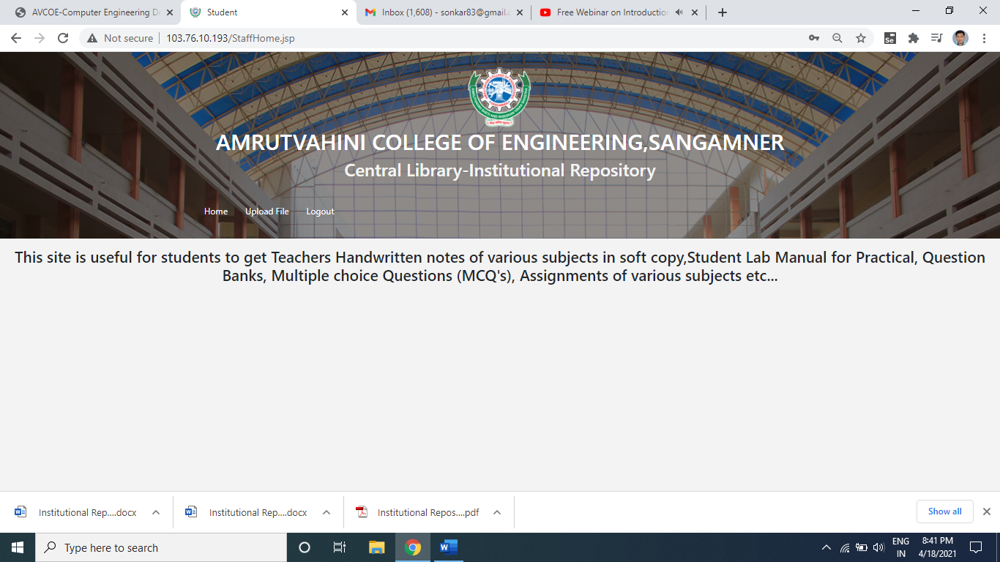 AVCOE-Computer Engineering D
Student
Inbox (1,608) - sonkar83@gmail.
Free Webinar on Introduction
Not secure
103.76.10.193/StaffHome.jsp
Se
AMRUTVAHINI COLLEGE OF ENGINEERING,SANGAMNER
Central Library-Institutional Repository
Home Upload File Logout
This site is useful for students to get Teachers Handwritten notes of various subjects in soft copy,Student Lab Manual for Practical, Question
Banks, Multiple choice Questions (MCQ's), Assignments of various subjects etc...
Institutional Rep....docx
Institutional Rep....docx
Institutional Repos....pdf
Show all
Type here to search
ENG
IN
8:41 PM
4/18/2021